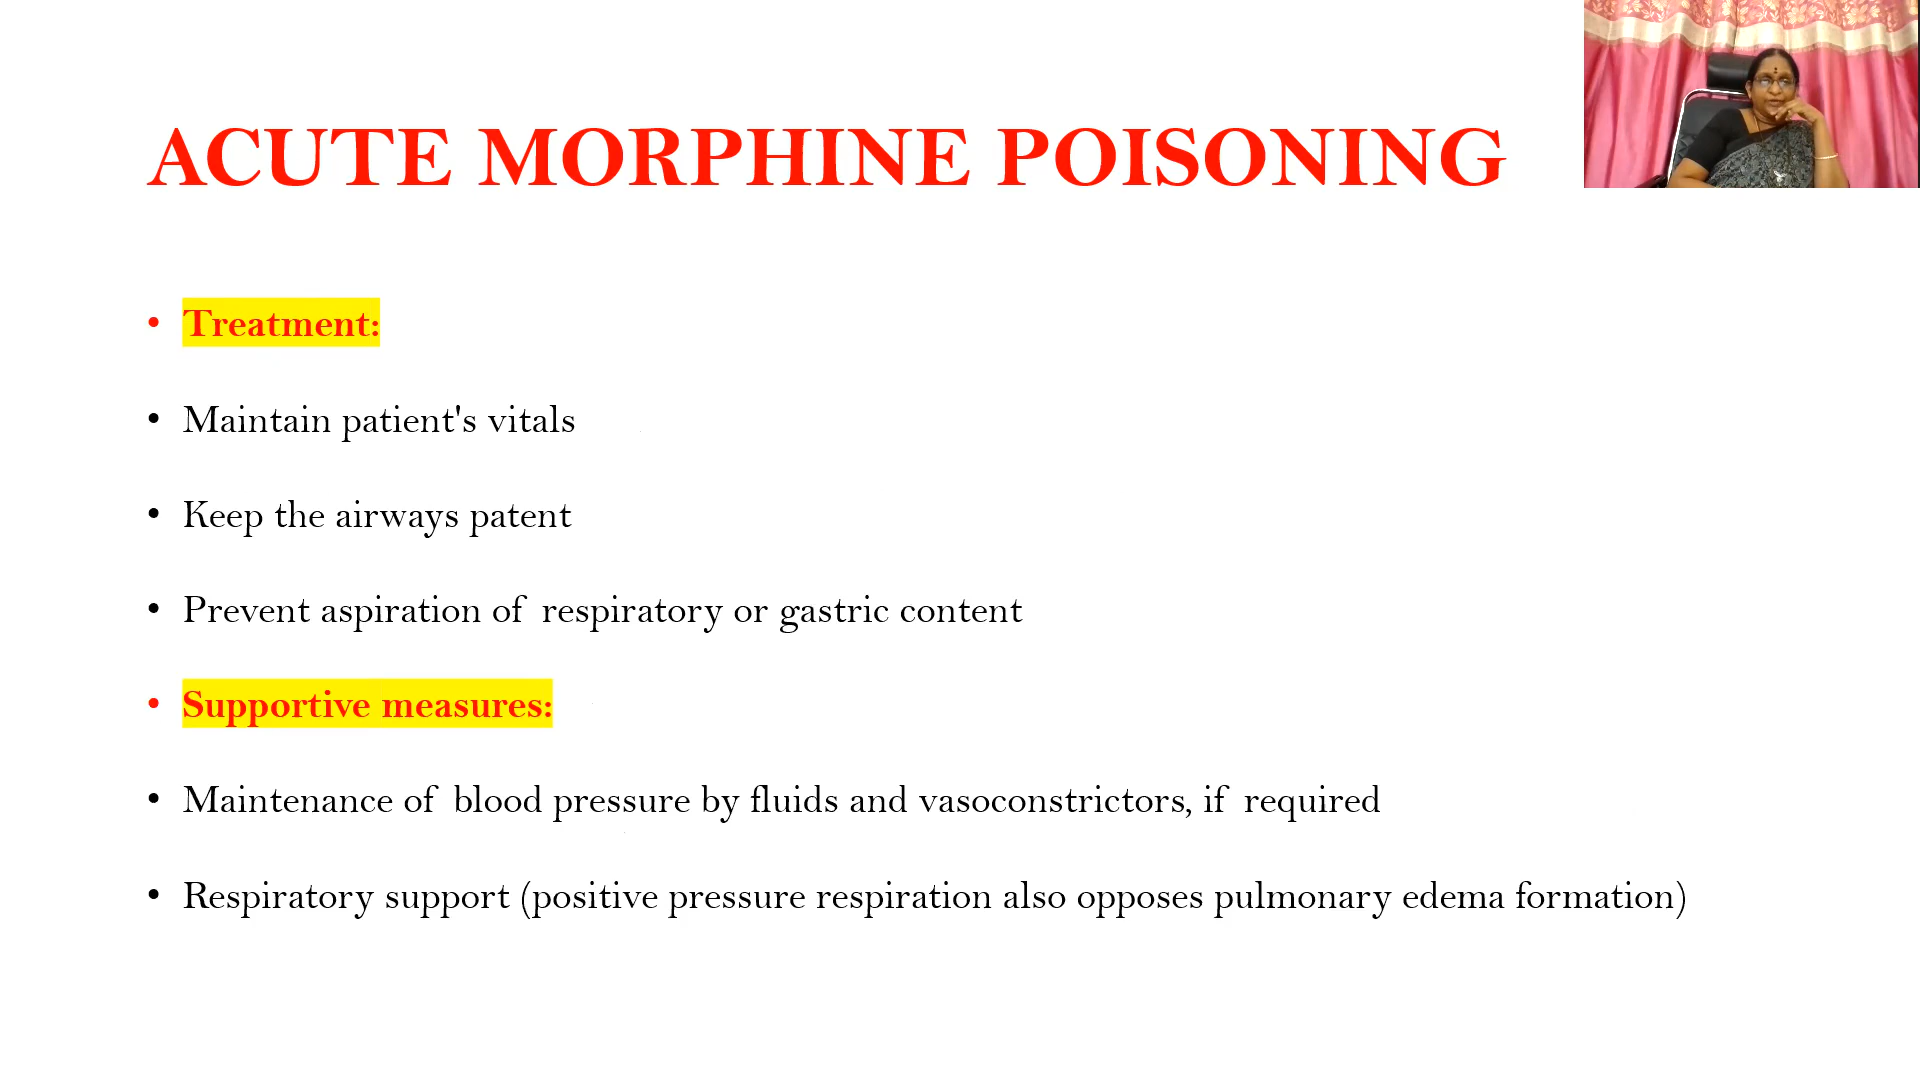 ACUTE MORPHINE POISONING
• Treatment:
• Maintain patient's vitals
• Keep the airways patent
• Prevent aspiration of respiratory or gastric content
• Supportive measures:
• Maintenance of blood pressure by fluids and vasoconstrictors, if required
• Respiratory support (positive pressure respiration also opposes pulmonary edema formation)